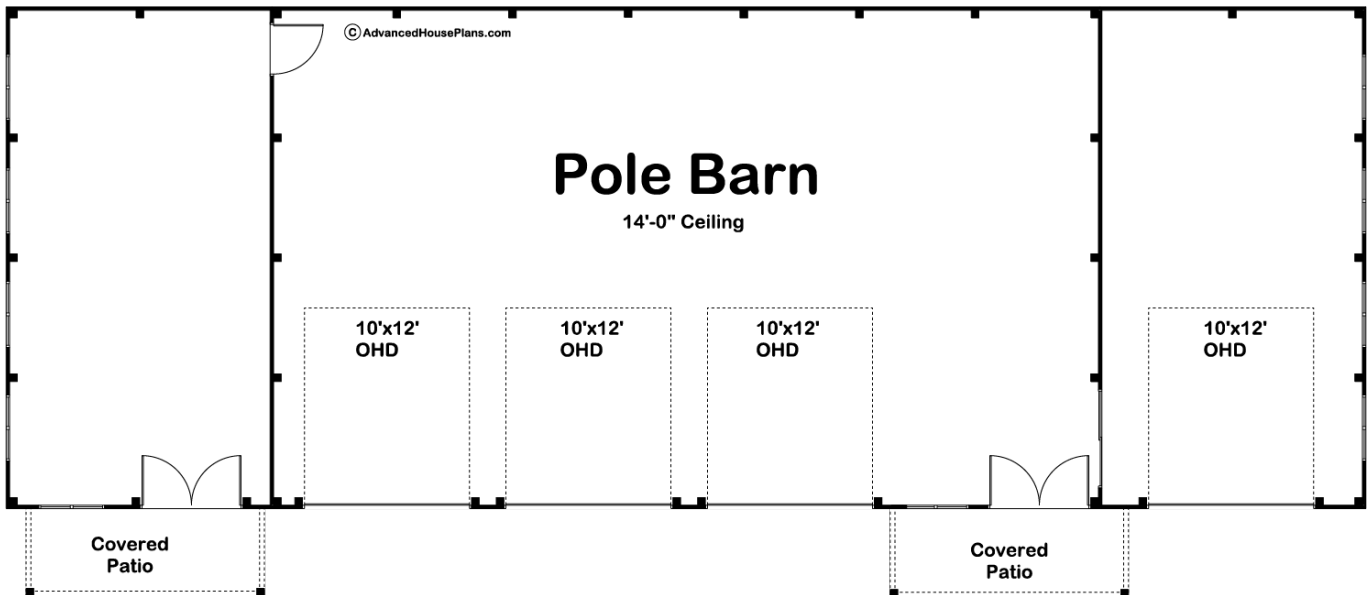 © AdvancedHousePlans.com
Pole Barn
14'-0" Ceiling
10'x12'
OHD
10'x12'
OHD
10'x12'
OHD
10'x12'
OHD
Covered
Patio
Covered
Patio